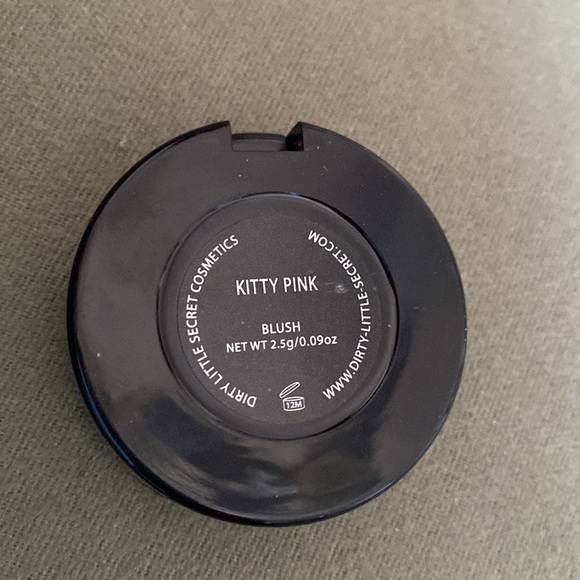 DIRTY LITTLE SECRET COSMETICS
KITTY PINK
BLUSH
NET WT 2.5g/0.09oz
WWW.DIRTY-LITTLE-SECRET.COM
12M